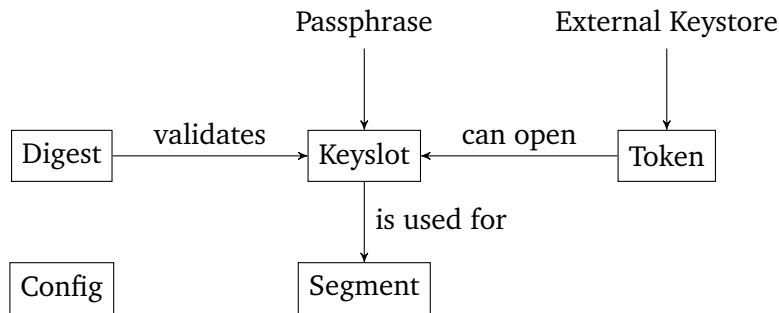 Passphrase
External Keystore
validates
can open
Digest
Keyslot
Token
is used for
Config
Segment